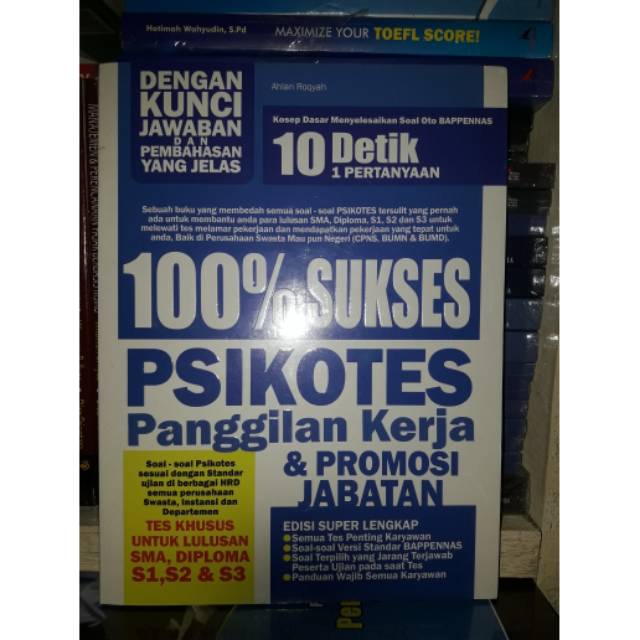 Hatimah Wahyudin, S.Pd
MAXIMIZE YOUR TOEFL SCORE!
DENGAN
KUNCI
JAWABAN
DAN
PEMBAHASAN
YANG JELAS
Ahlan Roqyah
Kosep Dasar Menyelesaikan Soal Oto BAPPENNAS
10 Detik
1 PERTANYAAN
Sebuah buku yang membedah semua soal - soal PSIKOTES tersulit yang pernah
ada untuk membantu anda para lulusan SMA, Diploma, S1, S2 dan S3 untuk
melewati tes melamar pekerjaan dan mendapatkan pekerjaan yang tepat untuk
anda, Baik di Perusahaan Swasta Mau pun Negeri (CPNS, BUMN & BUMD).
100% SUKSES
PSIKOTES
Panggilan Kerja
& PROMOSI
JABATAN
Soal - soal Psikotes
sesuai dengan Standar
ujian di berbagai HRD
semua perusahaan
Swasta, Instansi dan
Departemen
TES KHUSUS
UNTUK LULUSAN
SMA, DIPLOMA
S1,S2 & S3
EDISI SUPER LENGKAP
Semua Tes Penting Karyawan
Soal-soal Versi Standar BAPPENAS
Soal Terpilih yang Jarang Terjawab
Peserta Ujian pada saat Tes
Panduan Wajib Semua Karyawan